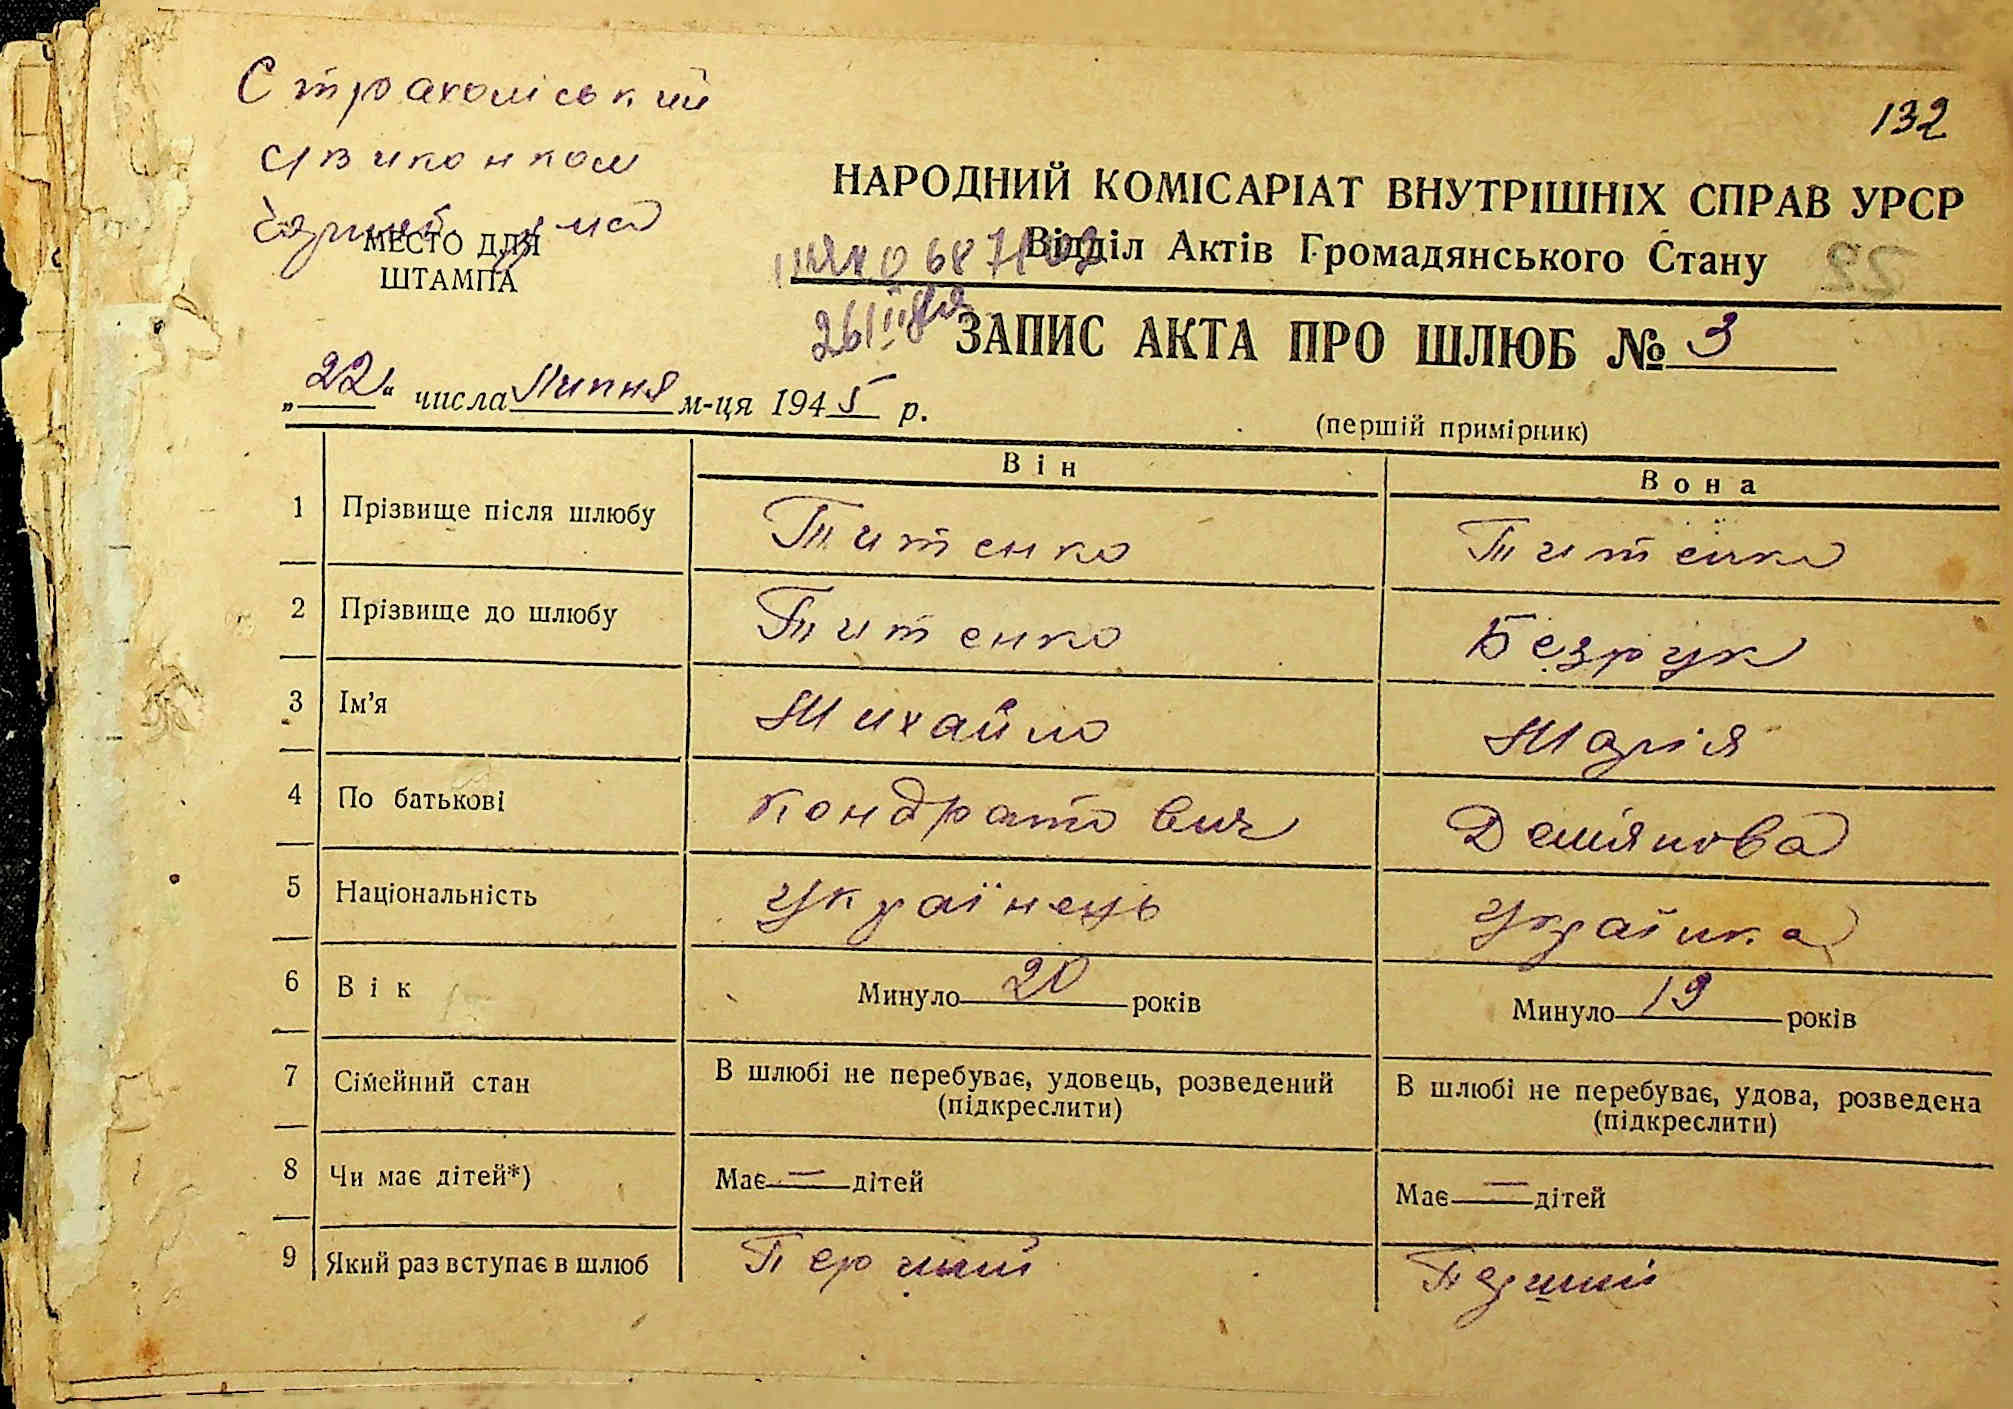 Страхоліський
132
НАРОДНИЙ КОМІСАРІАТ ВНУТРІШНІХ СПРАВ УРСР
МЕСТО ДЛЯ
ШТАМПА
Відділ Актів Громадянського Стану
22
ЗАПИС АКТА ПРО ШЛЮБ № 3
„22“ числа Липня м-ця 1945 р.
(перший примірник)
Він Вона
1 Прізвище після шлюбу Титенко Титенко
2 Прізвище до шлюбу Титенко Безрук
3 Ім’я Михайло Марія
4 По батькові Кондратович Демянова
5 Національність Українець Українка
6 Вік Минуло 20 років Минуло 19 років
7 Сімейний стан В шлюбі не перебуває, удовець, розведений (підкреслити) В шлюбі не перебуває, удова, розведена (підкреслити)
8 Чи має дітей*) Має — дітей Має — дітей
9 Який раз вступає в шлюб Перший Перший